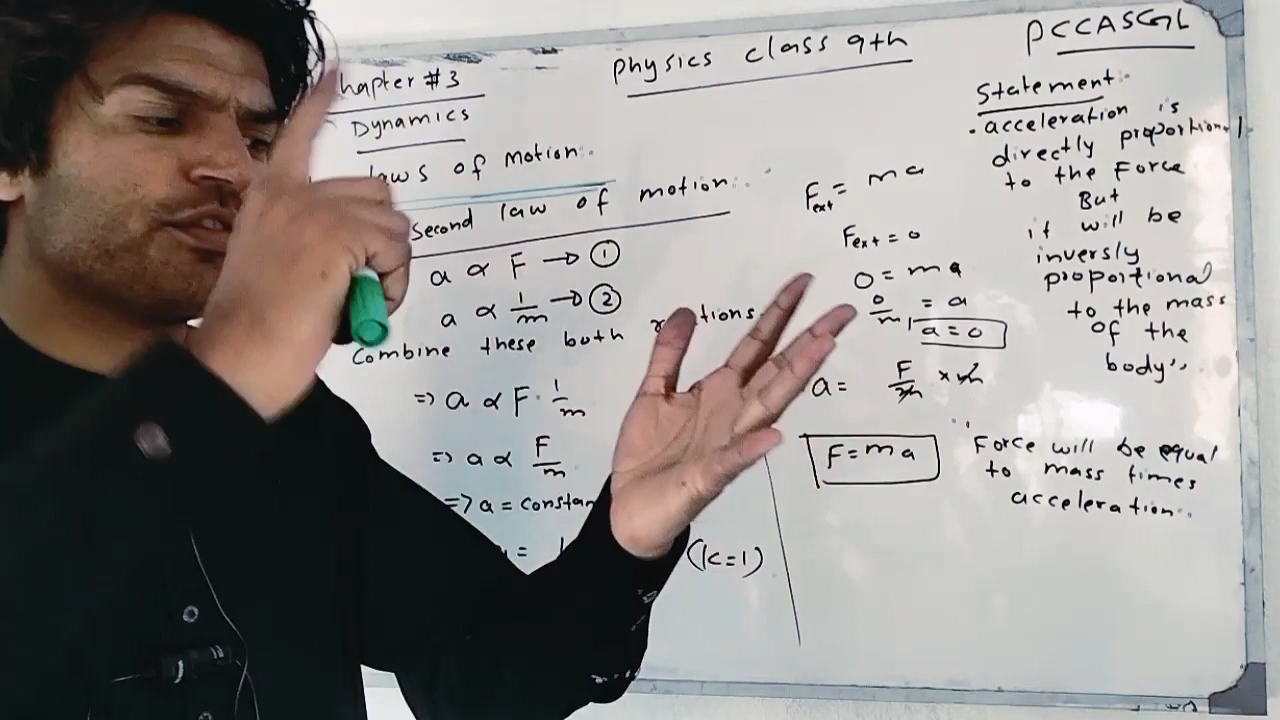 PCCASGL
Physics class 9th
hapter #3
Dynamics
laws of motion:.
Second law of motion:.
a ∝ F → ①
a ∝ 1/m → ②
Combine these both
=> a ∝ F · 1/m
=> a ∝ F/m
=> a = constan
(k=1)
Fext = ma
Fext = 0
0 = ma
0/m = a
a = 0
a = F/m × m
F = ma
Statement:.
. acceleration is
directly proportional
to the Force
But
it will be
inversly
proportional
to the mass
of the
body".
Force will be equal
to mass times
acceleration..